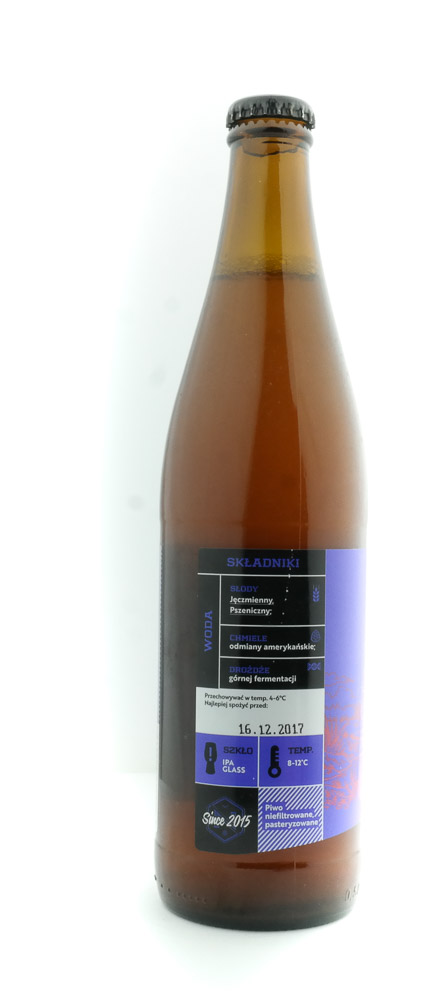 SKŁADNIKI
WODA
SŁODY
Jęczmienny,
Pszeniczny;
CHMIELE
odmiany amerykańskie;
DROŻDŻE
górnej fermentacji
Przechowywać w temp. 4-6°C
Najlepiej spożyć przed:
16.12.2017
SZKŁO
IPA
GLASS
TEMP.
8-12°C
Since 2015
Piwo
niefiltrowane,
pasteryzowane